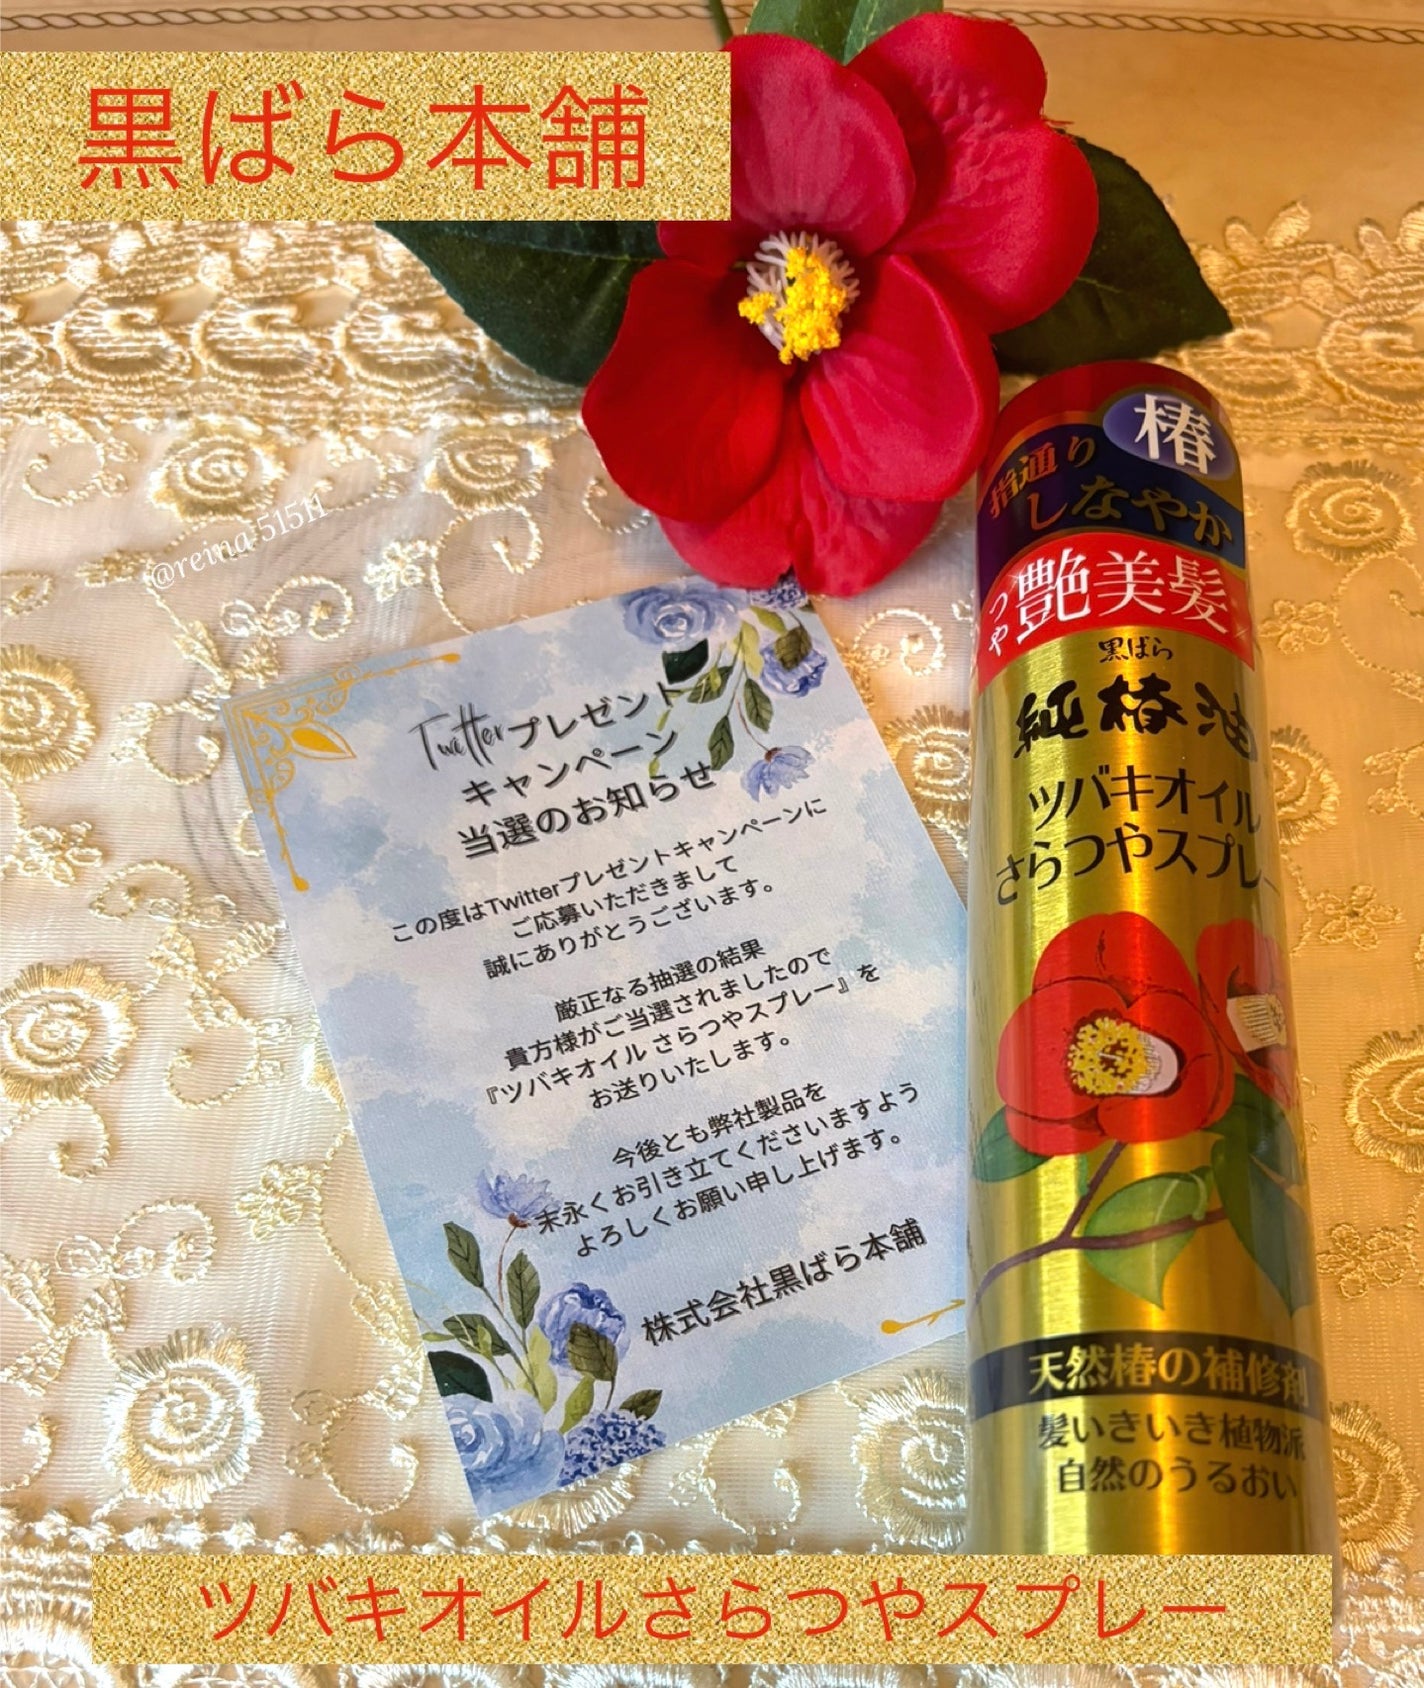 黒ばら本舗
@reina 51511
椿
指通り
しなやか
つや
艶美髪
黒ばら
純椿油
ツバキオイル
さらつやスプレー
天然椿の補修剤
髪いきいき植物派
自然のうるおい
Twitterプレゼント
キャンペーン
当選のお知らせ
この度はTwitterプレゼントキャンペーンに
ご応募いただきまして
誠にありがとうございます。
厳正なる抽選の結果
貴方様がご当選されましたので
『ツバキオイル さらつやスプレー』を
お送りいたします。
今後とも弊社製品を
末永くお引き立てくださいますよう
よろしくお願い申し上げます。
株式会社黒ばら本舗
ツバキオイルさらつやスプレー